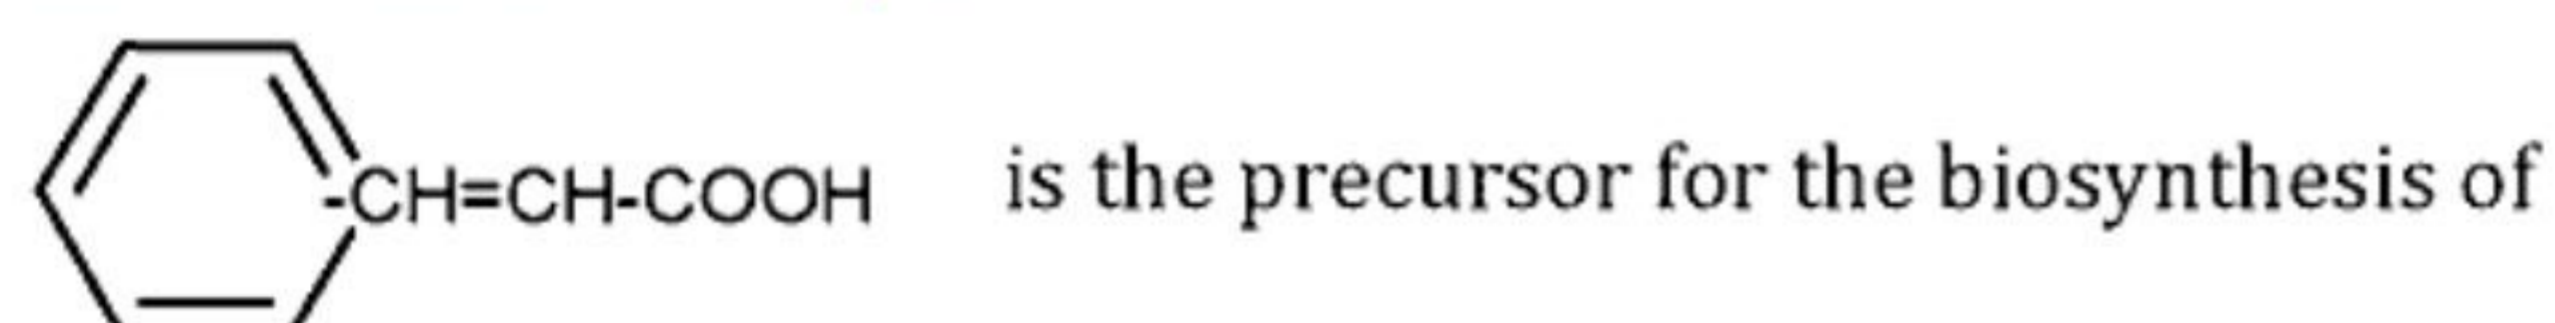 -CH=CH-COOH is the precursor for the biosynthesis of